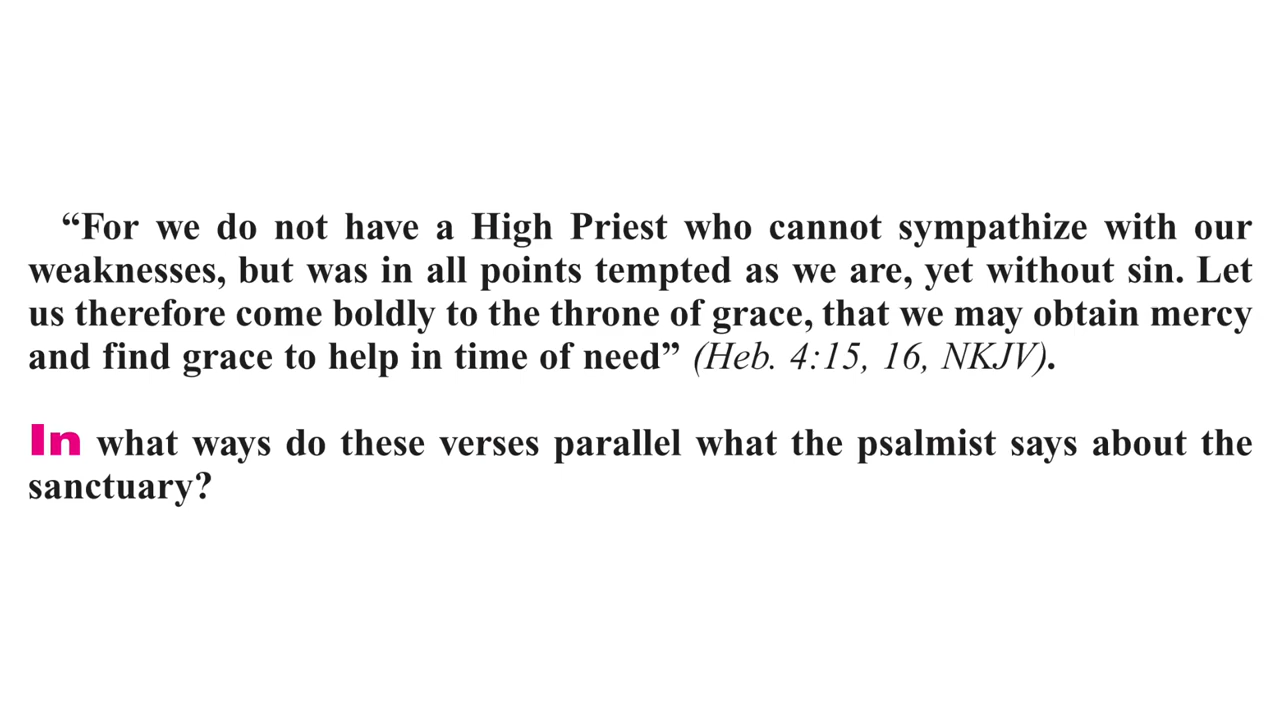 “For we do not have a High Priest who cannot sympathize with our
weaknesses, but was in all points tempted as we are, yet without sin. Let
us therefore come boldly to the throne of grace, that we may obtain mercy
and find grace to help in time of need” (Heb. 4:15, 16, NKJV).
In what ways do these verses parallel what the psalmist says about the
sanctuary?